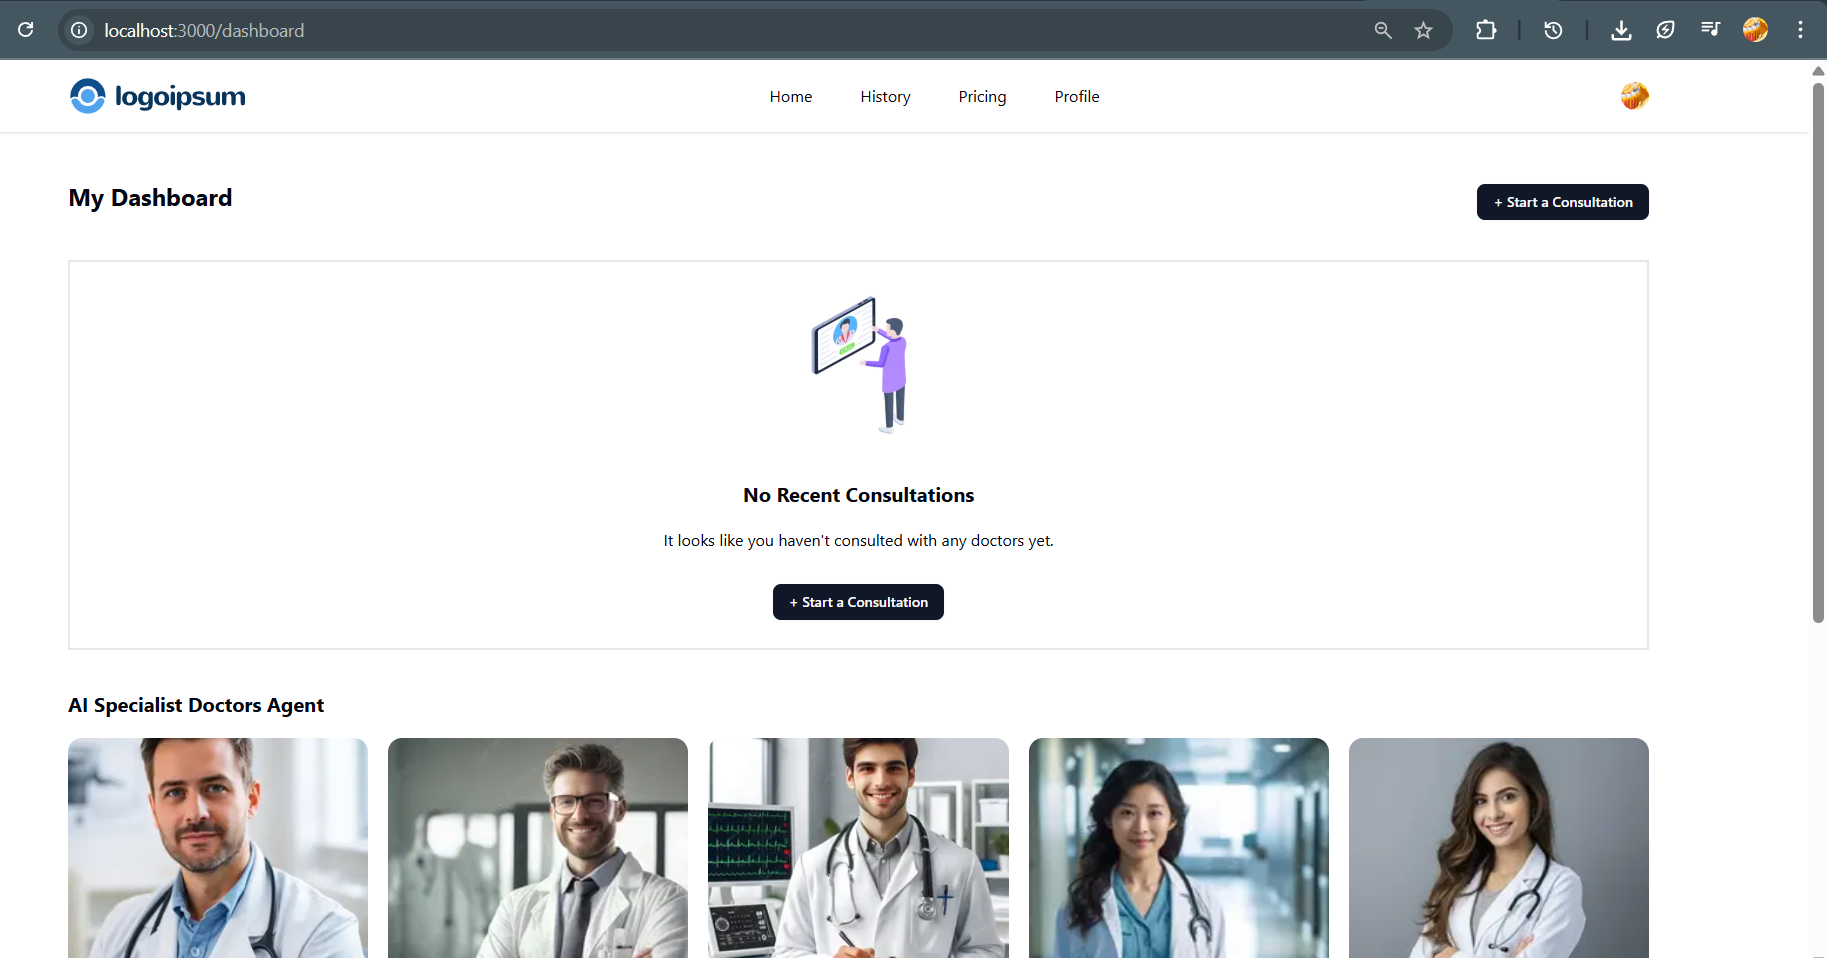 localhost:3000/dashboard
logoipsum
Home History Pricing Profile
My Dashboard
+ Start a Consultation
No Recent Consultations
It looks like you haven't consulted with any doctors yet.
+ Start a Consultation
AI Specialist Doctors Agent